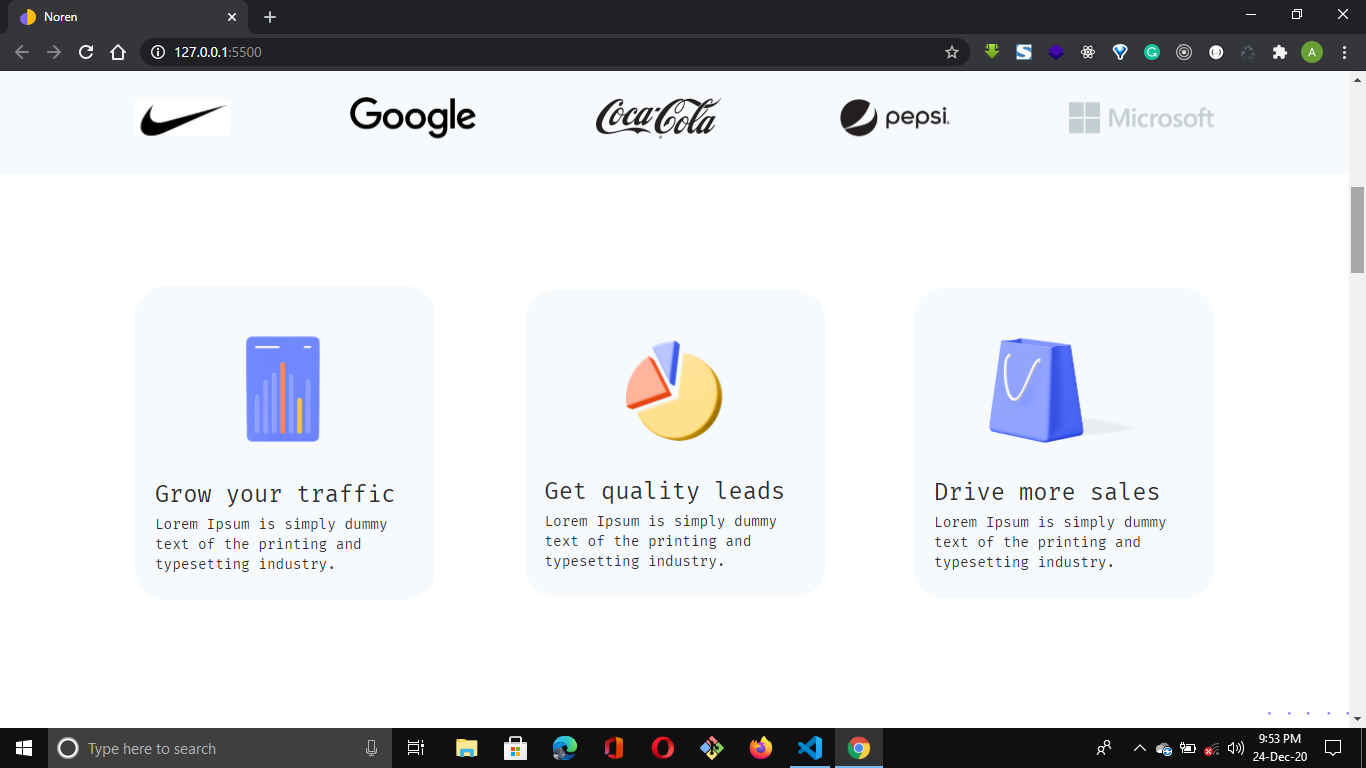 Noren
127.0.0.1:5500
A
Google
Coca-Cola
pepsi.
Microsoft
Grow your traffic
Lorem Ipsum is simply dummy
text of the printing and
typesetting industry.
Get quality leads
Lorem Ipsum is simply dummy
text of the printing and
typesetting industry.
Drive more sales
Lorem Ipsum is simply dummy
text of the printing and
typesetting industry.
Type here to search
9:53 PM
24-Dec-20